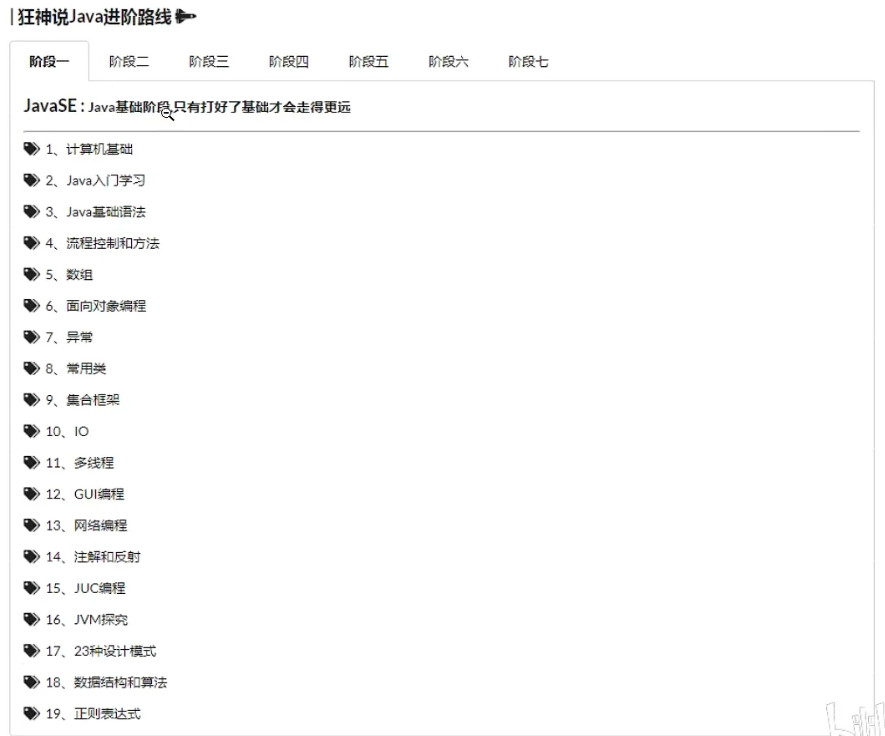 狂神说Java进阶路线
阶段一 阶段二 阶段三 阶段四 阶段五 阶段六 阶段七
JavaSE : Java基础阶段,只有打好了基础才会走得更远
1、计算机基础
2、Java入门学习
3、Java基础语法
4、流程控制和方法
5、数组
6、面向对象编程
7、异常
8、常用类
9、集合框架
10、IO
11、多线程
12、GUI编程
13、网络编程
14、注解和反射
15、JUC编程
16、JVM探究
17、23种设计模式
18、数据结构和算法
19、正则表达式